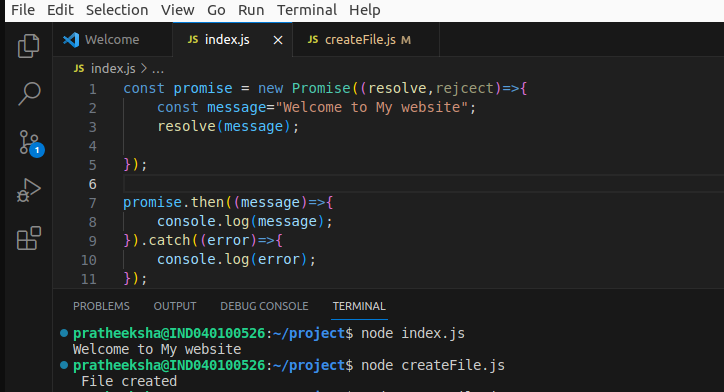 File Edit Selection View Go Run Terminal Help
Welcome
JS index.js ×
JS createFile.js M
JS index.js > ...
1 const promise = new Promise((resolve,rejcect)=>{
2 const message="Welcome to My website";
3 resolve(message);
4
5 });
6
7 promise.then((message)=>{
8 console.log(message);
9 }).catch((error)=>{
10 console.log(error);
11 });
1
PROBLEMS OUTPUT DEBUG CONSOLE TERMINAL
pratheeksha@IND040100526:~/project$ node index.js
Welcome to My website
pratheeksha@IND040100526:~/project$ node createFile.js
File created